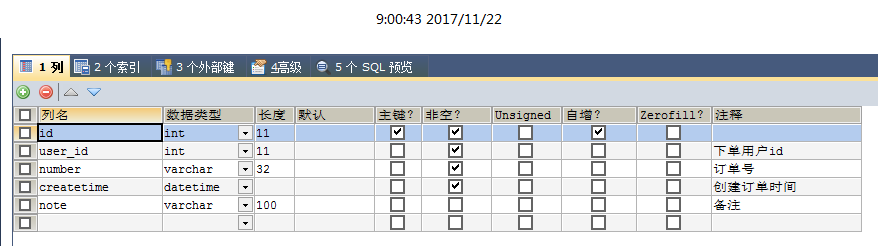 9:00:43 2017/11/22
1 列 2 个索引 3 个外部键 4高级 5 个 SQL 预览
列名 数据类型 长度 默认 主键? 非空? Unsigned 自增? Zerofill? 注释
id int 11
user_id int 11 下单用户id
number varchar 32 订单号
createtime datetime 创建订单时间
note varchar 100 备注